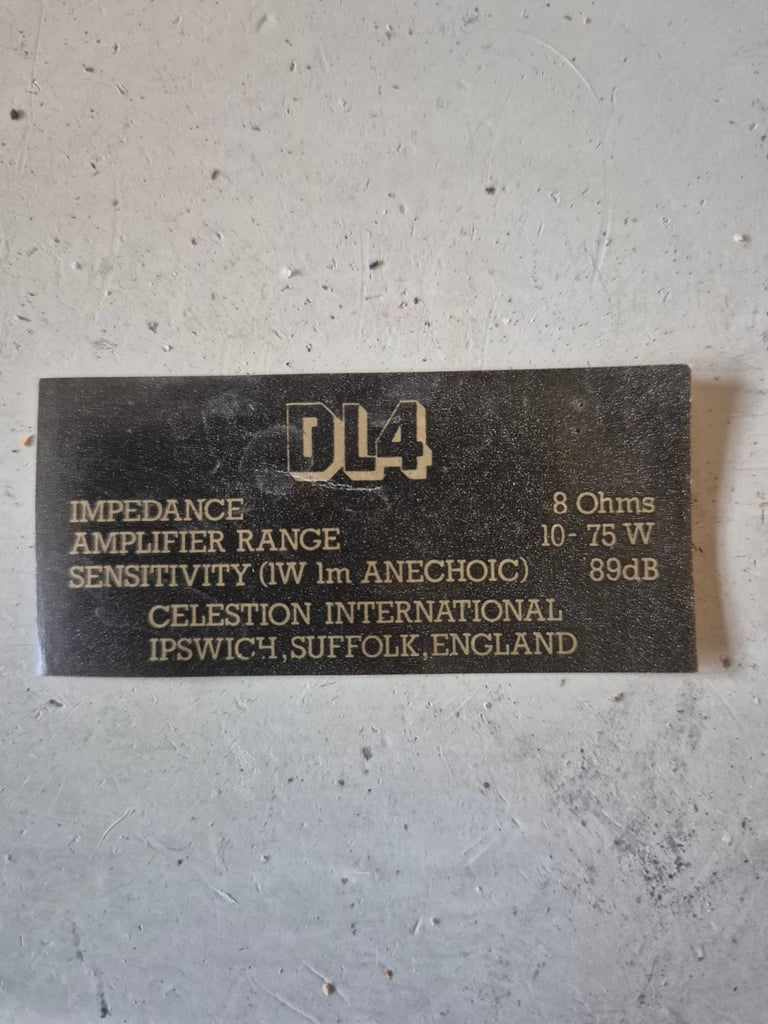 DL4
IMPEDANCE 8 Ohms
AMPLIFIER RANGE 10- 75 W
SENSITIVITY (1W 1m ANECHOIC) 89dB
CELESTION INTERNATIONAL
IPSWICH, SUFFOLK, ENGLAND